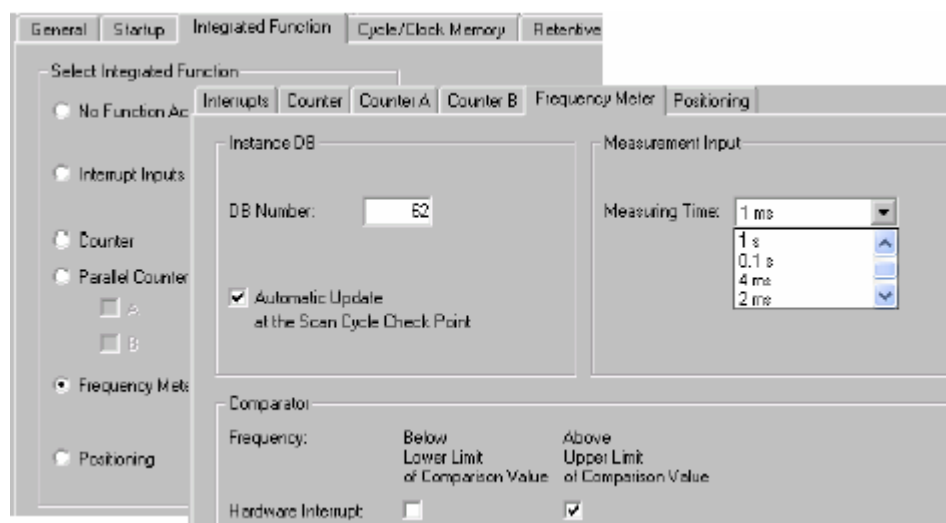 General Startup Integrated Function Cycle/Clock Memory Retentive
Select Integrated Function
No Function Ac
Interrupt Inputs
Counter
Parallel Counter
A
B
Frequency Mete
Positioning
Interrupts Counter Counter A Counter B Frequency Meter Positioning
Instance DB
DB Number: 62
Automatic Update
at the Scan Cycle Check Point
Measurement Input
Measuring Time: 1 ms
1 s
0.1 s
4 ms
2 ms
Comparator
Frequency: Below Above
Lower Limit Upper Limit
of Comparison Value of Comparison Value
Hardware Interrupt: